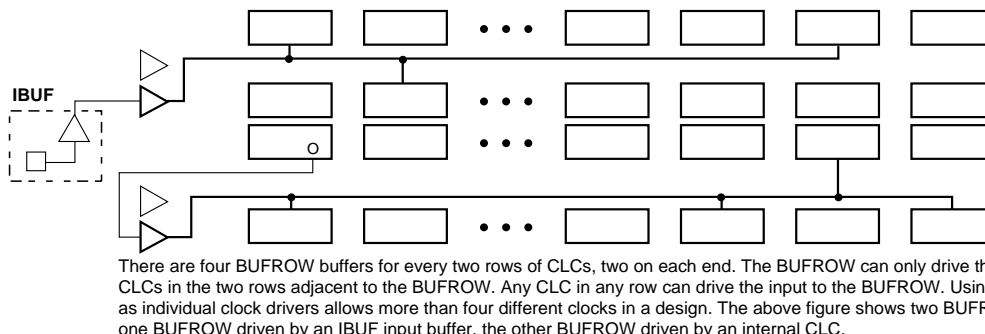 IBUF
O
There are four BUFROW buffers for every two rows of CLCs, two on each end. The BUFROW can only drive
CLCs in the two rows adjacent to the BUFROW. Any CLC in any row can drive the input to the BUFROW.
as individual clock drivers allows more than four different clocks in a design. The above figure shows two
one BUFROW driven by an IBUF input buffer, the other BUFROW driven by an internal CLC.